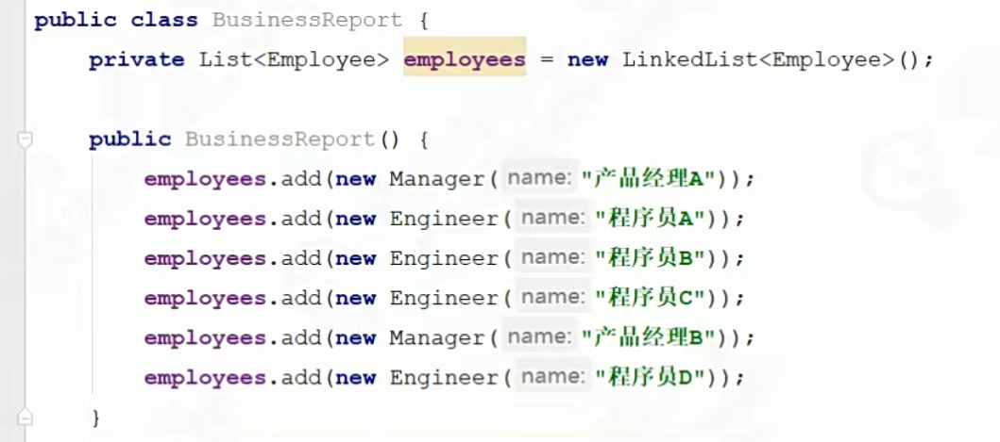 public class BusinessReport {
private List<Employee> employees = new LinkedList<Employee>();
public BusinessReport() {
employees.add(new Manager( name: "产品经理A"));
employees.add(new Engineer( name: "程序员A"));
employees.add(new Engineer( name: "程序员B"));
employees.add(new Engineer( name: "程序员C"));
employees.add(new Manager( name: "产品经理B"));
employees.add(new Engineer( name: "程序员D"));
}